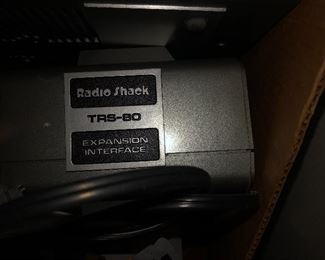 Radio Shack
TRS-80
EXPANSION
INTERFACE